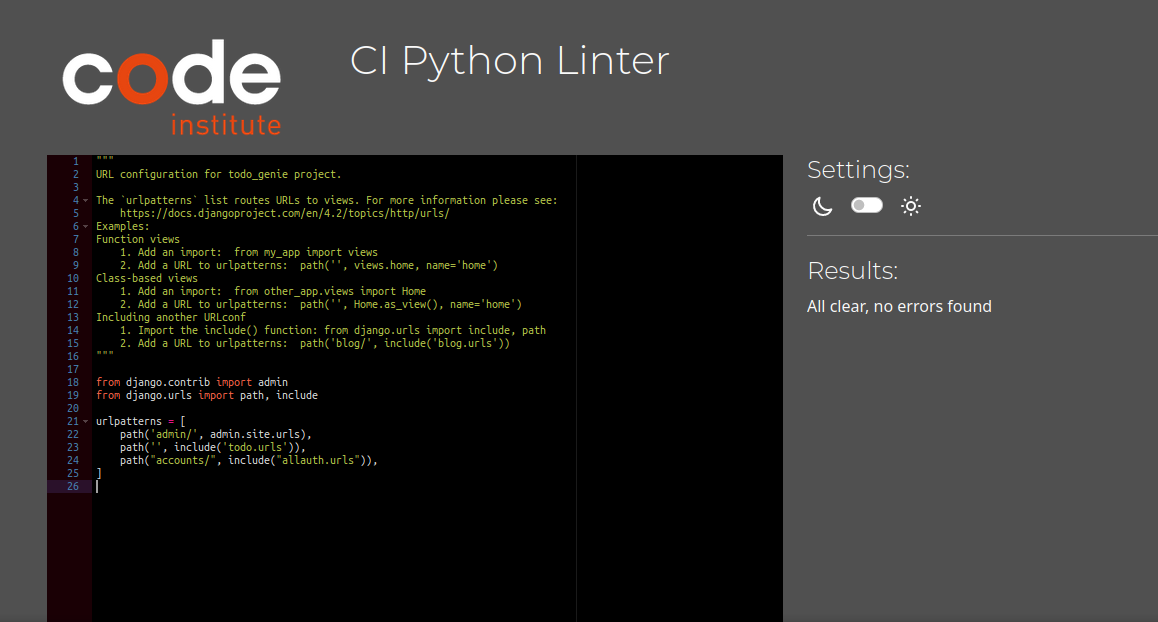 code
institute
CI Python Linter
1 """
2 URL configuration for todo_genie project.
3
4 The `urlpatterns` list routes URLs to views. For more information please see:
5     https://docs.djangoproject.com/en/4.2/topics/http/urls/
6 Examples:
7 Function views
8     1. Add an import:  from my_app import views
9     2. Add a URL to urlpatterns:  path('', views.home, name='home')
10 Class-based views
11     1. Add an import:  from other_app.views import Home
12     2. Add a URL to urlpatterns:  path('', Home.as_view(), name='home')
13 Including another URLconf
14     1. Import the include() function: from django.urls import include, path
15     2. Add a URL to urlpatterns:  path('blog/', include('blog.urls'))
16 """
17
18 from django.contrib import admin
19 from django.urls import path, include
20
21 urlpatterns = [
22     path('admin/', admin.site.urls),
23     path('', include('todo.urls')),
24     path("accounts/", include("allauth.urls")),
25 ]
26
Settings:
Results:
All clear, no errors found